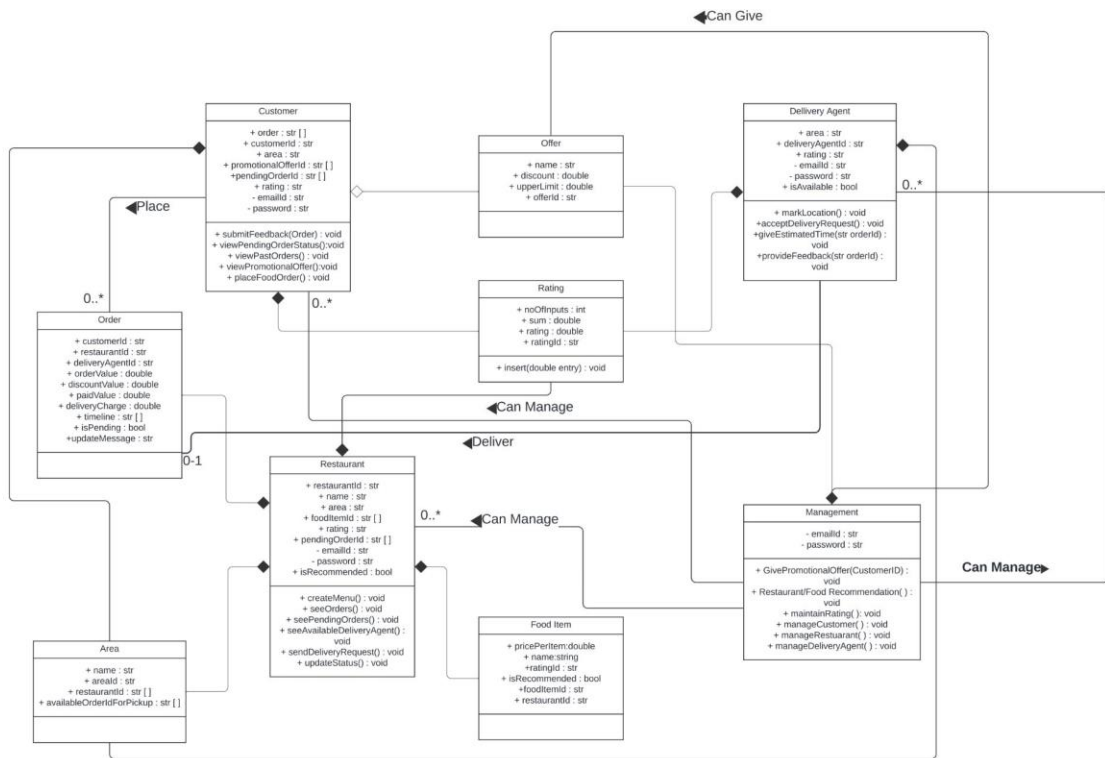 Can Give
Customer
+ order : str [ ]
+ customerId : str
+ area : str
+ promotionalOfferId : str [ ]
+pendingOrderId : str [ ]
+ rating : str
- emailId : str
- password : str
+ submitFeedback(Order) : void
+ viewPendingOrderStatus():void
+ viewPastOrders() : void
+ viewPromotionalOffer():void
+ placeFoodOrder() : void
Offer
+ name : str
+ discount : double
+ upperLimit : double
+ offerId : str
Dellivery Agent
+ area : str
+ deliveryAgentId : str
+ rating : str
- emailId : str
- password : str
+ isAvailable : bool
+ markLocation() : void
+acceptDeliveryRequest() : void
+giveEstimatedTime(str orderId) :
void
+provideFeedback(str orderId) :
void
0..*
Place
0..*
0..*
Rating
+ noOfInputs : int
+ sum : double
+ rating : double
+ ratingId : str
+ insert(double entry) : void
Order
+ customerId : str
+ restaurantId : str
+ deliveryAgentId : str
+ orderValue : double
+ discountValue : double
+ paidValue : double
+ deliveryCharge : double
+ timeline : str [ ]
+ isPending : bool
+updateMessage : str
0-1
Can Manage
Deliver
Restaurant
+ restaurantId : str
+ name : str
+ area : str
+ foodItemId : str [ ]
+ rating : str
+ pendingOrderId : str [ ]
- emailId : str
- password : str
+ isRecommended : bool
+ createMenu() : void
+ seeOrders() : void
+ seePendingOrders() : void
+ seeAvailableDeliveryAgent() :
void
+ sendDeliveryRequest() : void
+ updateStatus() : void
0..*
Can Manage
Management
- emailId : str
- password : str
+ GivePromotionalOffer(CustomerID) :
void
+ Restaurant/Food Recommendation( ) :
void
+ maintainRating( ): void
+ manageCustomer( ) : void
+ manageRestuarant( ) : void
+ manageDeliveryAgent( ) : void
Can Manage
Food Item
+ pricePerItem:double
+ name:string
+ratingId : str
+ isRecommended : bool
+foodItemId : str
+ restaurantId : str
Area
+ name : str
+ areaId : str
+ restaurantId : str [ ]
+ availableOrderIdForPickup : str [ ]